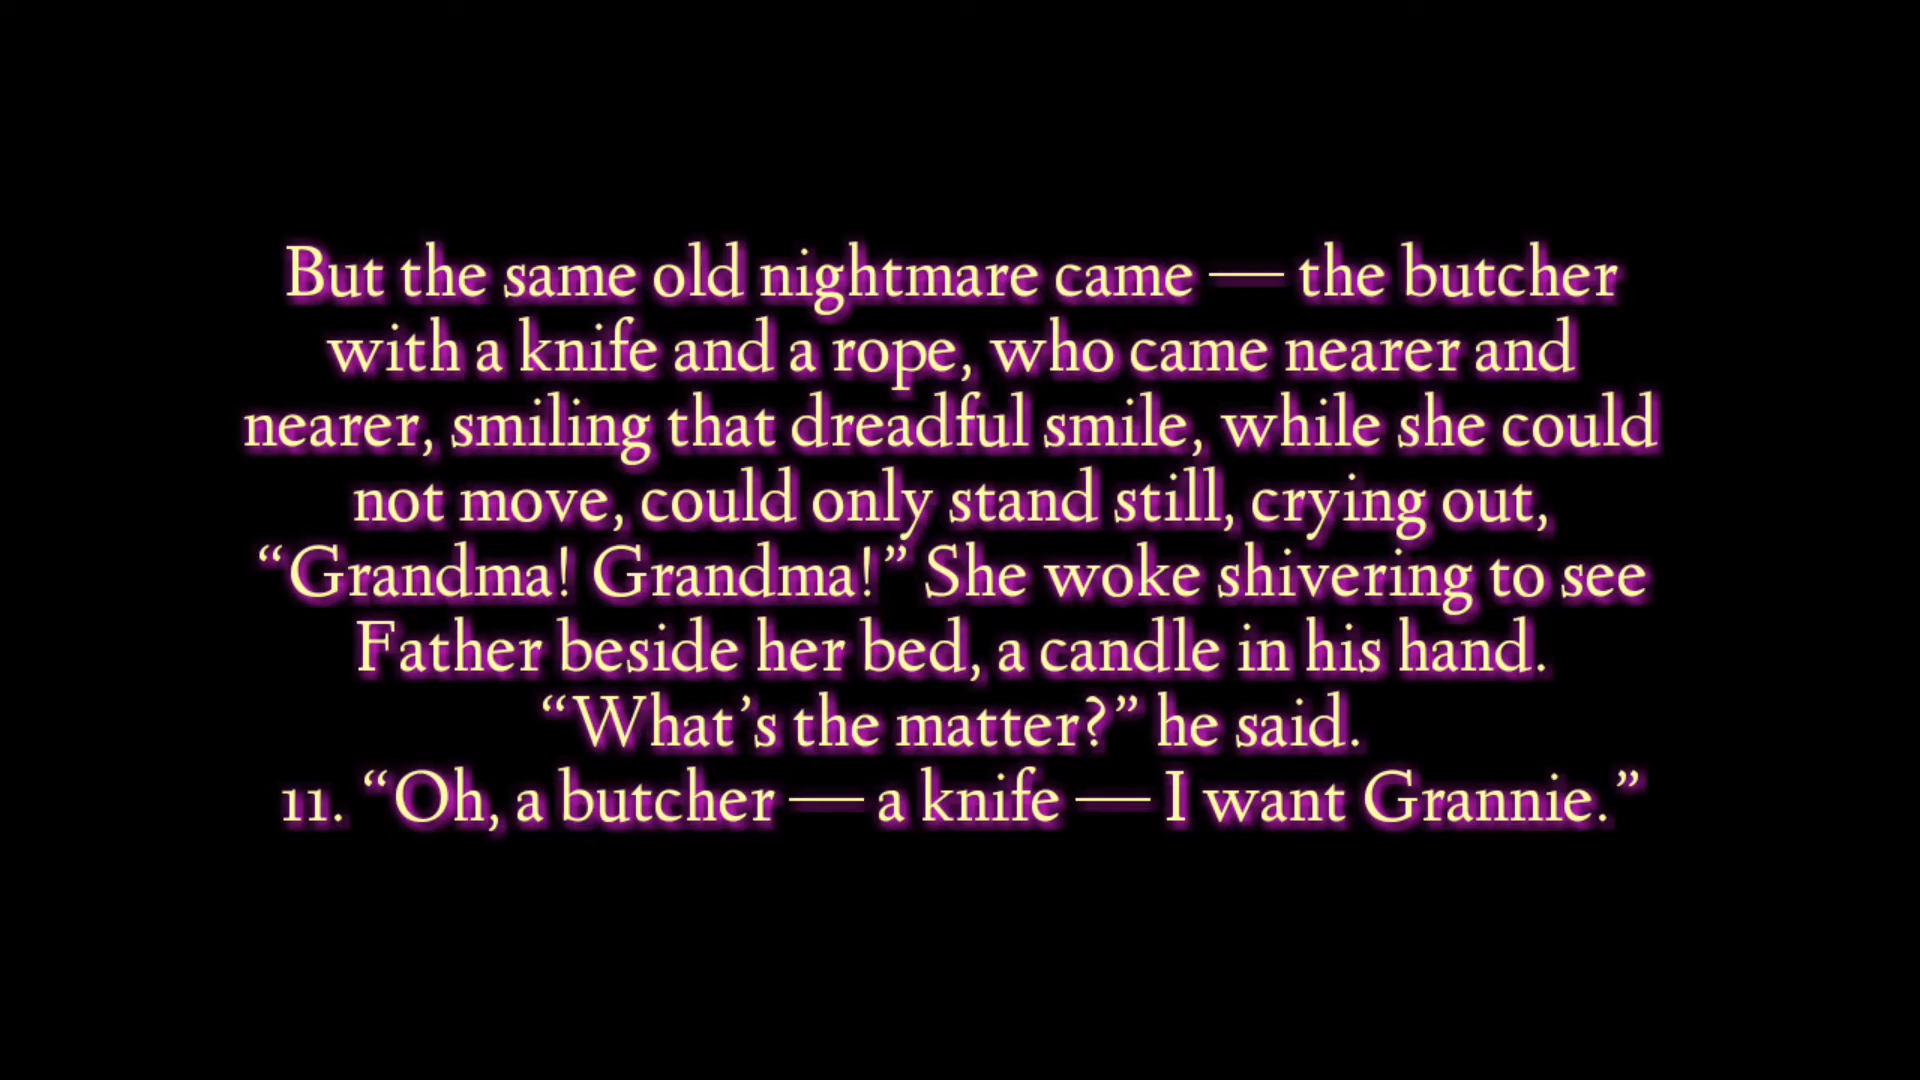 But the same old nightmare came — the butcher
with a knife and a rope, who came nearer and
nearer, smiling that dreadful smile, while she could
not move, could only stand still, crying out,
“Grandma! Grandma!” She woke shivering to see
Father beside her bed, a candle in his hand.
“What’s the matter?” he said.
11. “Oh, a butcher — a knife — I want Grannie.”